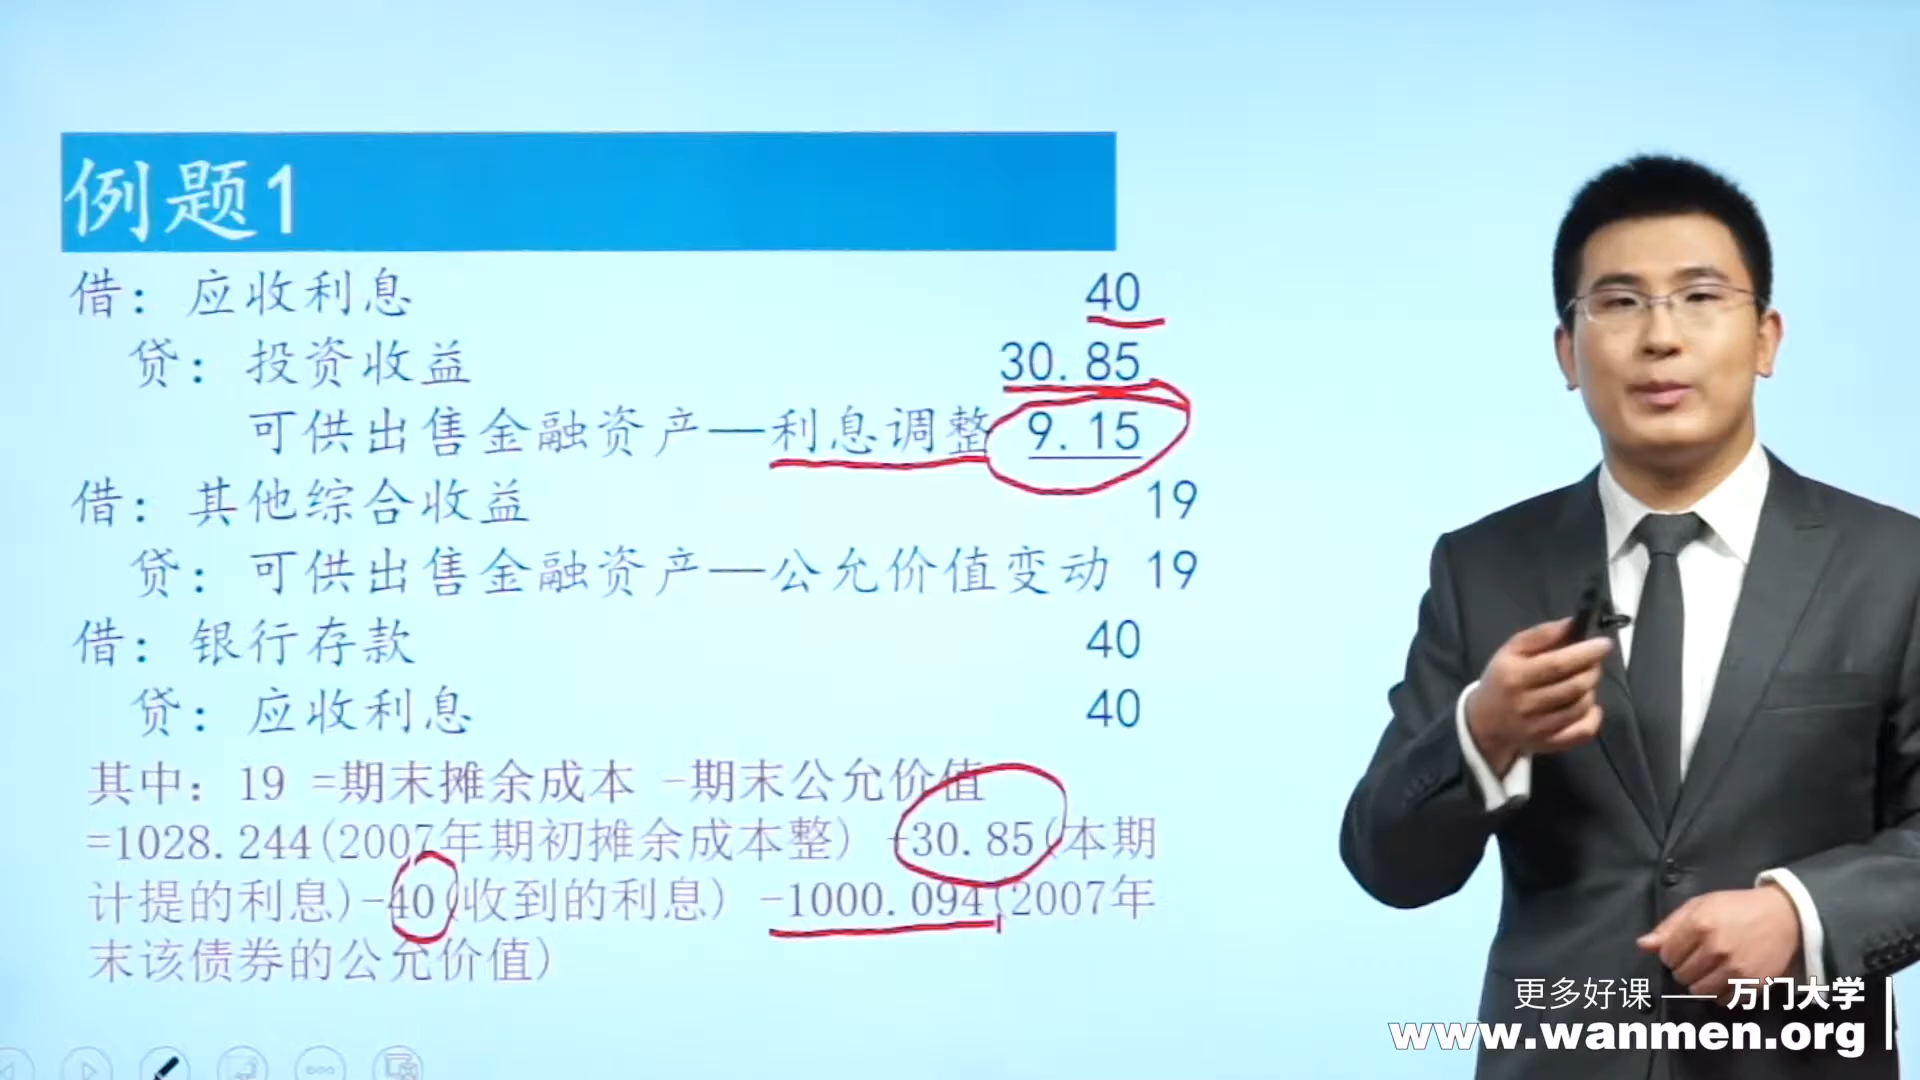 例题1
借：应收利息 40
贷：投资收益 30.85
可供出售金融资产—利息调整 9.15
借：其他综合收益 19
贷：可供出售金融资产—公允价值变动 19
借：银行存款 40
贷：应收利息 40
其中：19 =期末摊余成本 -期末公允价值
=1028.244(2007年期初摊余成本整) +30.85(本期
计提的利息)-40(收到的利息) -1000.094(2007年
末该债券的公允价值)
更多好课 —— 万门大学
www.wanmen.org